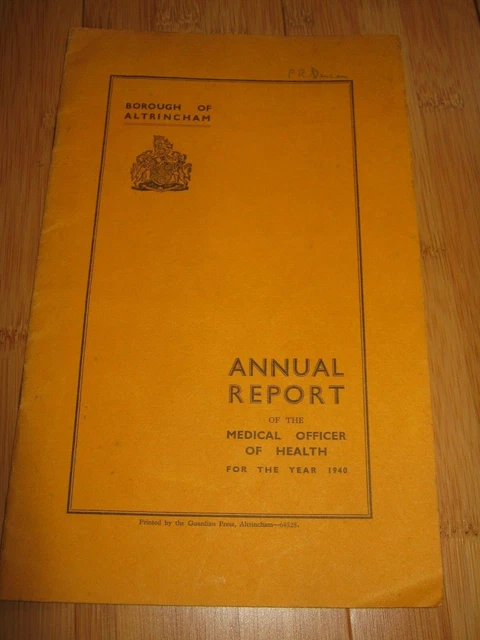 P.R.
BOROUGH OF
ALTRINCHAM
ANNUAL
REPORT
OF THE
MEDICAL OFFICER
OF HEALTH
FOR THE YEAR 1940
Printed by the Guardian Press, Altrincham—64328.